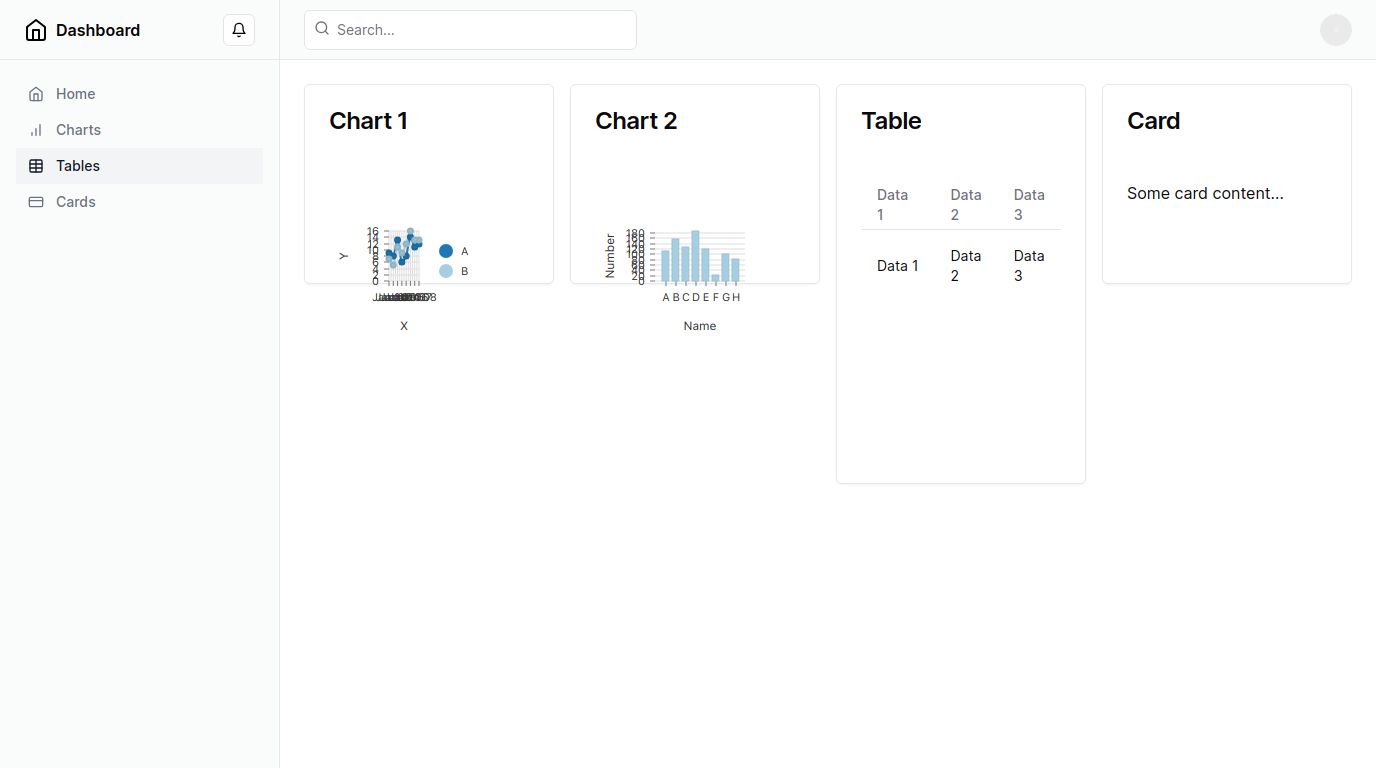 Dashboard
Search...
Home
Charts
Tables
Cards
Chart 1
16
14
12
10
8
6
4
2
0
Y
A
B
X
Chart 2
180
160
140
120
100
80
60
40
20
0
Number
A B C D E F G H
Name
Table
Data 1
Data 2
Data 3
Data 1
Data 2
Data 3
Card
Some card content...